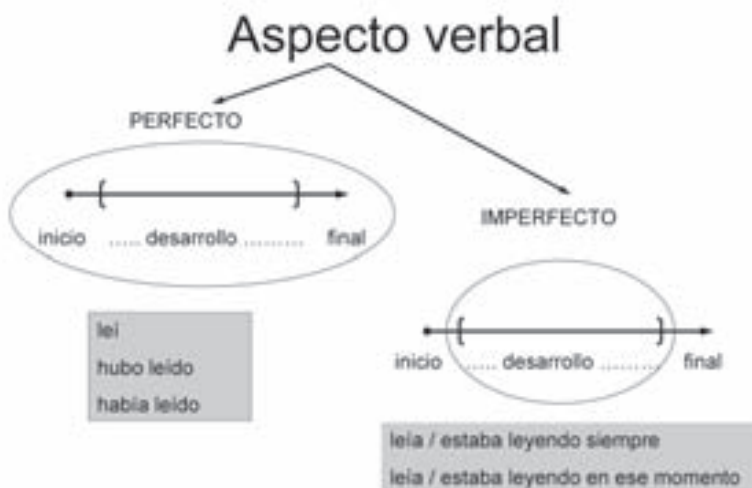 Aspecto verbal
PERFECTO
inicio ..... desarrollo ......... final
leí
hubo leído
había leído
IMPERFECTO
inicio ..... desarrollo ......... final
leía / estaba leyendo siempre
leía / estaba leyendo en ese momento